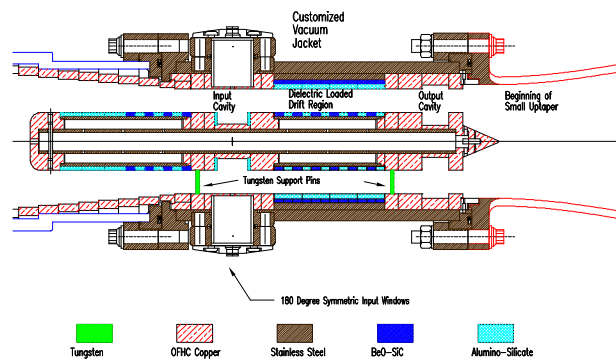 Customized
Vacuum
Jacket
Input
Cavity
Dielectric Loaded
Drift Region
Output
Cavity
Beginning of
Small Uptaper
Tungsten Support Pins
180 Degree Symmetric Input Windows
Tungsten
OFHC Copper
Stainless Steel
BeO-SiC
Alumino-Silicate